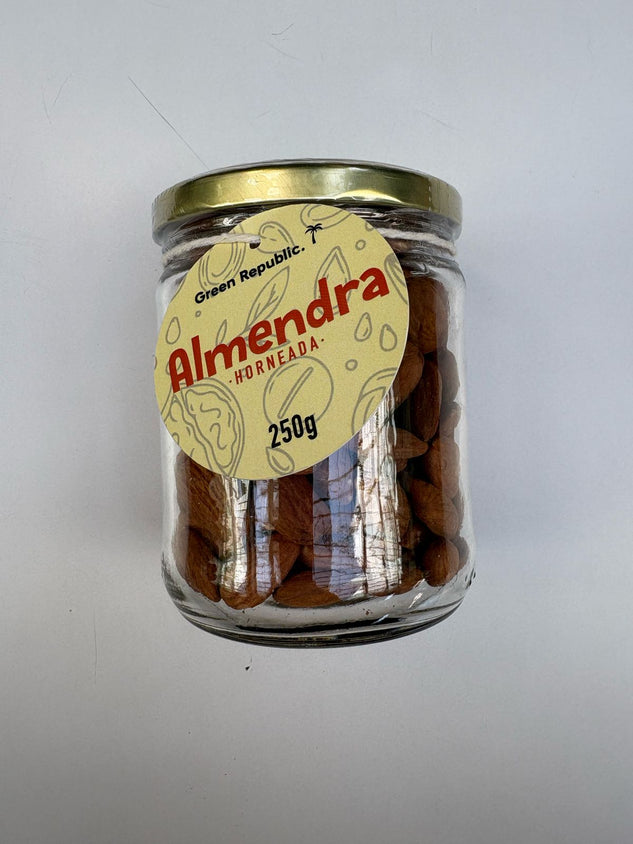 Green Republic.
Almendra
·HORNEADA·
250g